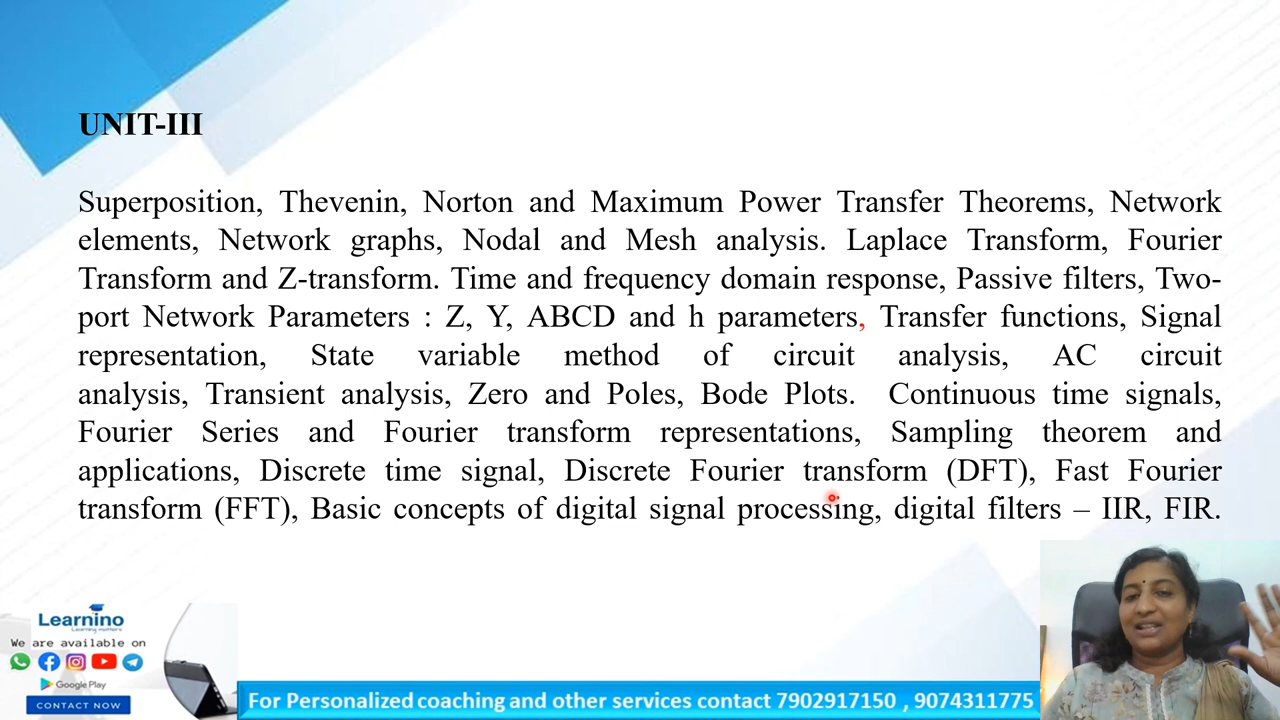 UNIT-III
Superposition, Thevenin, Norton and Maximum Power Transfer Theorems, Network
elements, Network graphs, Nodal and Mesh analysis. Laplace Transform, Fourier
Transform and Z-transform. Time and frequency domain response, Passive filters, Two-
port Network Parameters : Z, Y, ABCD and h parameters, Transfer functions, Signal
representation, State variable method of circuit analysis, AC circuit
analysis, Transient analysis, Zero and Poles, Bode Plots. Continuous time signals,
Fourier Series and Fourier transform representations, Sampling theorem and
applications, Discrete time signal, Discrete Fourier transform (DFT), Fast Fourier
transform (FFT), Basic concepts of digital signal processing, digital filters – IIR, FIR.
Learnino
Learning matters
We are available on
Google Play
CONTACT NOW
For Personalized coaching and other services contact 7902917150 , 9074311775